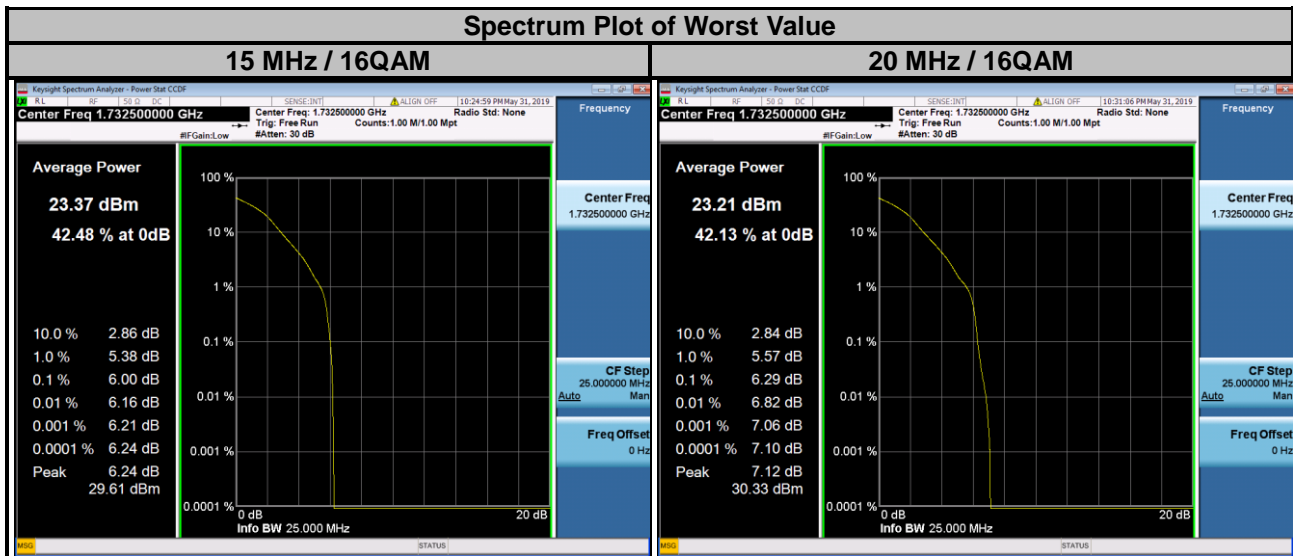 Spectrum Plot of Worst Value
15 MHz / 16QAM
Keysight Spectrum Analyzer - Power Stat CCDF
RL RF 50 Ω DC SENSE:INT ALIGN OFF 10:24:59 PM May 31, 2019
Center Freq 1.732500000 GHz
Center Freq: 1.732500000 GHz Radio Std: None
Trig: Free Run Counts:1.00 M/1.00 Mpt
#IFGain:Low #Atten: 30 dB
Average Power
23.37 dBm
42.48 % at 0dB
10.0 % 2.86 dB
1.0 % 5.38 dB
0.1 % 6.00 dB
0.01 % 6.16 dB
0.001 % 6.21 dB
0.0001 % 6.24 dB
Peak 6.24 dB
29.61 dBm
100 %
10 %
1 %
0.1 %
0.01 %
0.001 %
0.0001 %
0 dB 20 dB
Info BW 25.000 MHz
Frequency
Center Freq
1.732500000 GHz
CF Step
25.000000 MHz
Auto Man
Freq Offset
0 Hz
MSG STATUS
20 MHz / 16QAM
Keysight Spectrum Analyzer - Power Stat CCDF
RL RF 50 Ω DC SENSE:INT ALIGN OFF 10:31:06 PM May 31, 2019
Center Freq 1.732500000 GHz
Center Freq: 1.732500000 GHz Radio Std: None
Trig: Free Run Counts:1.00 M/1.00 Mpt
#IFGain:Low #Atten: 30 dB
Average Power
23.21 dBm
42.13 % at 0dB
10.0 % 2.84 dB
1.0 % 5.57 dB
0.1 % 6.29 dB
0.01 % 6.82 dB
0.001 % 7.06 dB
0.0001 % 7.10 dB
Peak 7.12 dB
30.33 dBm
100 %
10 %
1 %
0.1 %
0.01 %
0.001 %
0.0001 %
0 dB 20 dB
Info BW 25.000 MHz
Frequency
Center Freq
1.732500000 GHz
CF Step
25.000000 MHz
Auto Man
Freq Offset
0 Hz
MSG STATUS